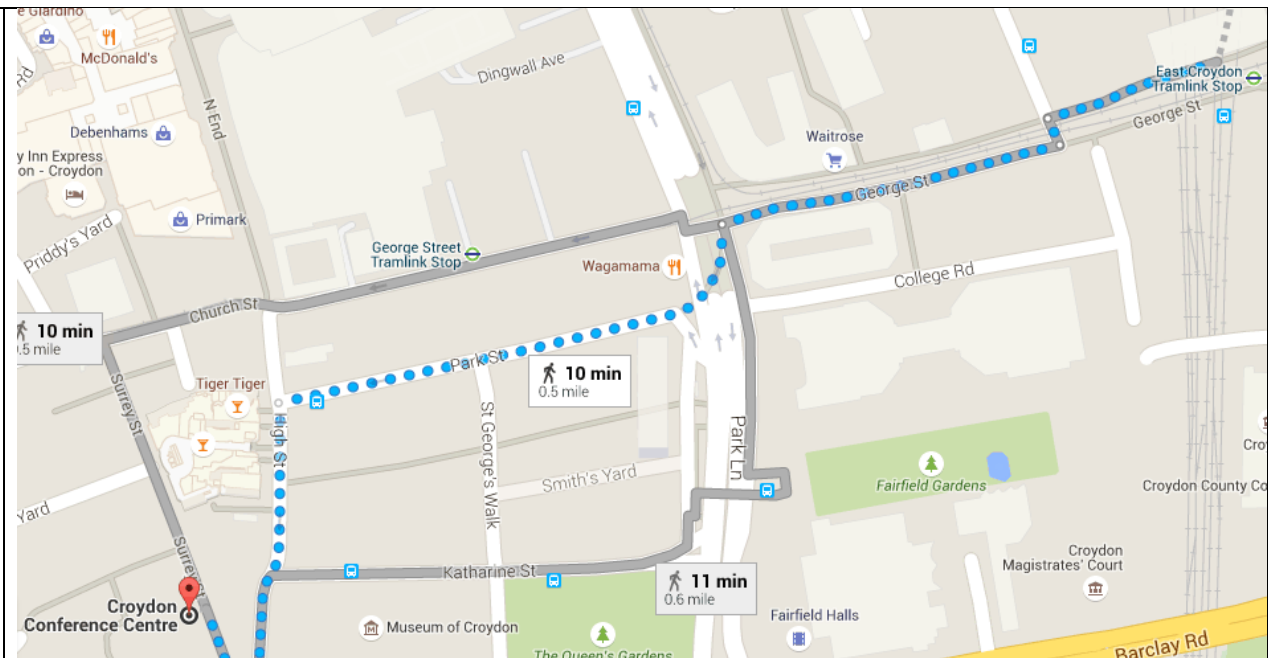 e Giardino
McDonald's
Rd
N End
Debenhams
y Inn Express
on - Croydon
Primark
Priddy's Yard
Dingwall Ave
Waitrose
East Croydon
Tramlink Stop
George St
George St
George Street
Tramlink Stop
Wagamama
College Rd
Church St
10 min
.5 mile
Park St
10 min
0.5 mile
Tiger Tiger
Surrey St
High St
St George's Walk
Park Ln
Smith's Yard
Yard
Fairfield Gardens
Cro
Croydon County Co
Surrey St
Katharine St
11 min
0.6 mile
Croydon
Magistrates' Court
Croydon
Conference Centre
Museum of Croydon
Fairfield Halls
The Queen's Gardens
Barclay Rd